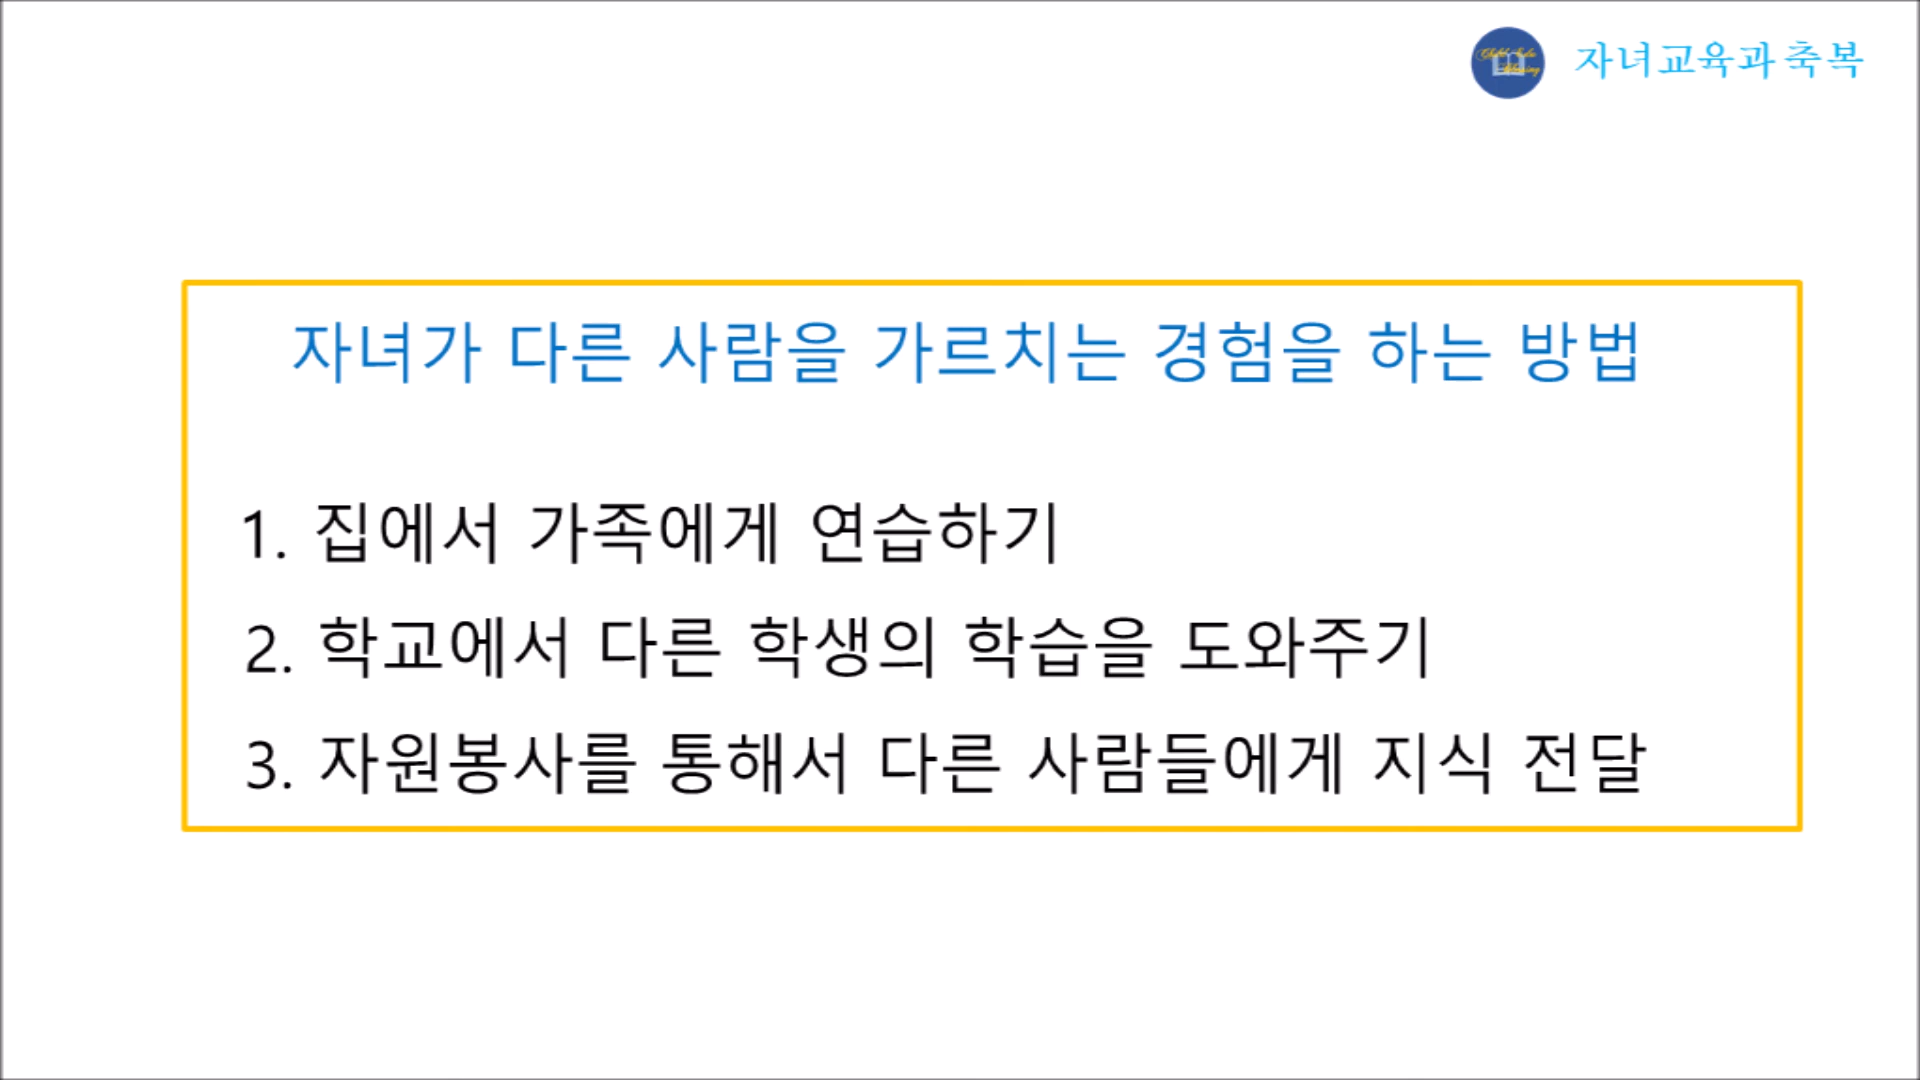 자녀교육과축복
자녀가 다른 사람을 가르치는 경험을 하는 방법
1. 집에서 가족에게 연습하기
2. 학교에서 다른 학생의 학습을 도와주기
3. 자원봉사를 통해서 다른 사람들에게 지식 전달